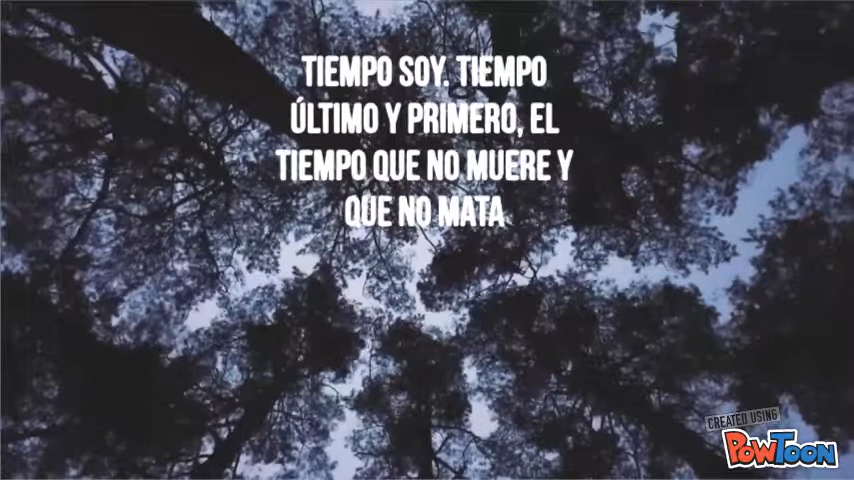 TIEMPO SOY. TIEMPO
ÚLTIMO Y PRIMERO, EL
TIEMPO QUE NO MUERE Y
QUE NO MATA
CREATED USING
POWTOON